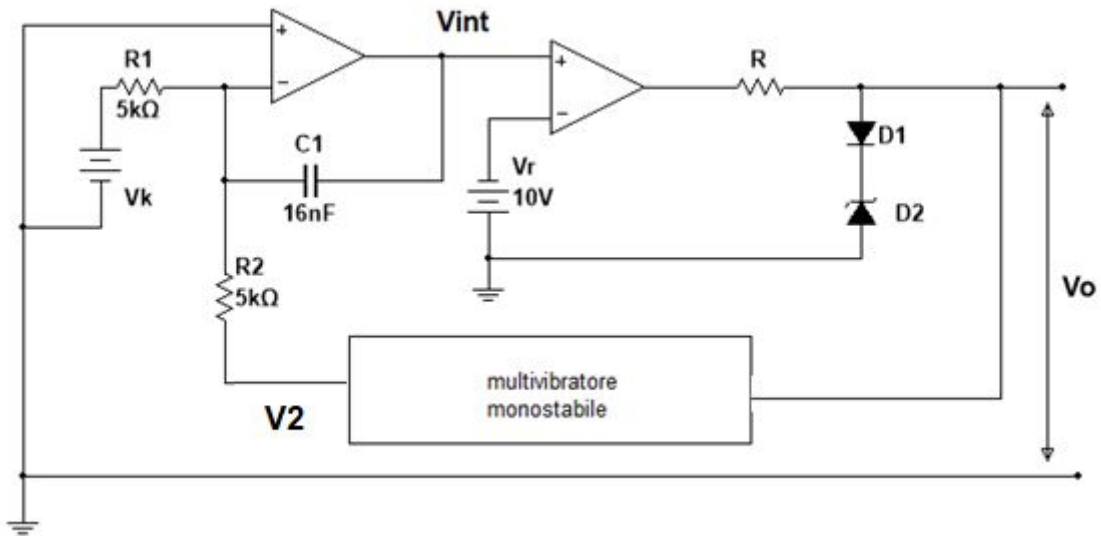 +
Vint
R1
−
5kΩ
C1
16nF
Vk
R2
5kΩ
V2
+
−
Vr
10V
R
D1
D2
Vo
multivibratore
monostabile